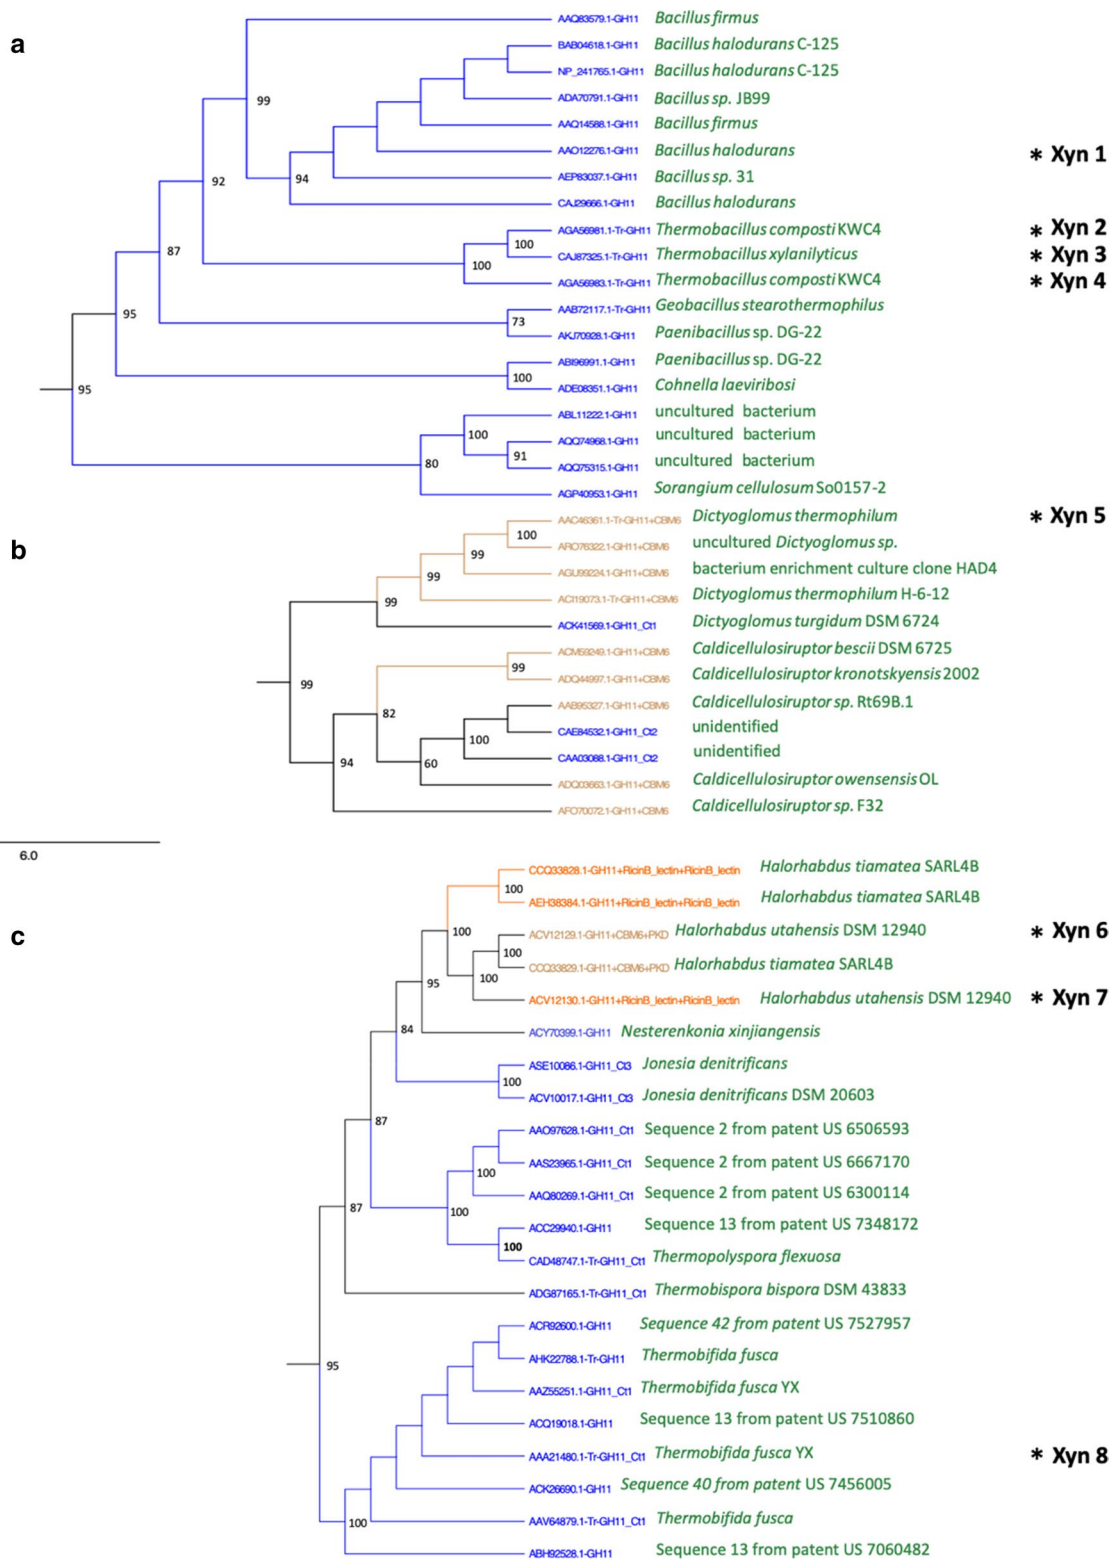 a
AAQ83579.1-GH11 Bacillus firmus
BAB04618.1-GH11 Bacillus halodurans C-125
NP_241765.1-GH11 Bacillus halodurans C-125
ADA70791.1-GH11 Bacillus sp. JB99
99
AAQ14588.1-GH11 Bacillus firmus
AAO12276.1-GH11 Bacillus halodurans * Xyn 1
92
94
AEP83037.1-GH11 Bacillus sp. 31
CAJ29666.1-GH11 Bacillus halodurans
AGA56981.1-Tr-GH11 Thermobacillus composti KWC4 * Xyn 2
100
87
CAJ87325.1-Tr-GH11 Thermobacillus xylanilyticus * Xyn 3
100
AGA56983.1-Tr-GH11 Thermobacillus composti KWC4 * Xyn 4
AAB72117.1-Tr-GH11 Geobacillus stearothermophilus
95
73
AKJ70928.1-GH11 Paenibacillus sp. DG-22
ABI96991.1-GH11 Paenibacillus sp. DG-22
100
95
ADE08351.1-GH11 Cohnella laeviribosi
ABL11222.1-GH11 uncultured bacterium
100
AQQ74968.1-GH11 uncultured bacterium
91
80
AQQ75315.1-GH11 uncultured bacterium
AGP40953.1-GH11 Sorangium cellulosum So0157-2
b
AAC46361.1-Tr-GH11+CBM6 Dictyoglomus thermophilum * Xyn 5
100
ARO76322.1-GH11+CBM6 uncultured Dictyoglomus sp.
99
AGU99224.1-GH11+CBM6 bacterium enrichment culture clone HAD4
99
ACI19073.1-Tr-GH11+CBM6 Dictyoglomus thermophilum H-6-12
99
ACK41569.1-GH11_Ct1 Dictyoglomus turgidum DSM 6724
ACM59249.1-GH11+CBM6 Caldicellulosiruptor bescii DSM 6725
99
99
ADQ44997.1-GH11+CBM6 Caldicellulosiruptor kronotskyensis 2002
AAB95327.1-GH11+CBM6 Caldicellulosiruptor sp. Rt69B.1
82
CAE84532.1-GH11_Ct2 unidentified
100
CAA03088.1-GH11_Ct2 unidentified
94
60
ADQ03663.1-GH11+CBM6 Caldicellulosiruptor owensensis OL
AFO70072.1-GH11+CBM6 Caldicellulosiruptor sp. F32
6.0
c
CCQ33828.1-GH11+RicinB_lectin+RicinB_lectin Halorhabdus tiamatea SARL4B
100
AEH38384.1-GH11+RicinB_lectin+RicinB_lectin Halorhabdus tiamatea SARL4B
100
ACV12129.1-GH11+CBM6+PKD Halorhabdus utahensis DSM 12940 * Xyn 6
100
CCQ33829.1-GH11+CBM6+PKD Halorhabdus tiamatea SARL4B
100
95
ACV12130.1-GH11+RicinB_lectin+RicinB_lectin Halorhabdus utahensis DSM 12940 * Xyn 7
84
ACY70399.1-GH11 Nesterenkonia xinjiangensis
ASE10086.1-GH11_Ct3 Jonesia denitrificans
100
ACV10017.1-GH11_Ct3 Jonesia denitrificans DSM 20603
87
AAO97628.1-GH11_Ct1 Sequence 2 from patent US 6506593
AAS23965.1-GH11_Ct1 Sequence 2 from patent US 6667170
100
AAQ80269.1-GH11_Ct1 Sequence 2 from patent US 6300114
87
100
ACC29940.1-GH11 Sequence 13 from patent US 7348172
100
CAD48747.1-Tr-GH11_Ct1 Thermopolyspora flexuosa
ADG87165.1-Tr-GH11_Ct1 Thermobispora bispora DSM 43833
ACR92600.1-GH11 Sequence 42 from patent US 7527957
AHK22788.1-Tr-GH11 Thermobifida fusca
95
AAZ55251.1-GH11_Ct1 Thermobifida fusca YX
ACQ19018.1-GH11 Sequence 13 from patent US 7510860
AAA21480.1-Tr-GH11_Ct1 Thermobifida fusca YX * Xyn 8
ACK26690.1-GH11 Sequence 40 from patent US 7456005
100
AAV64879.1-Tr-GH11_Ct1 Thermobifida fusca
ABH92528.1-GH11 Sequence 13 from patent US 7060482